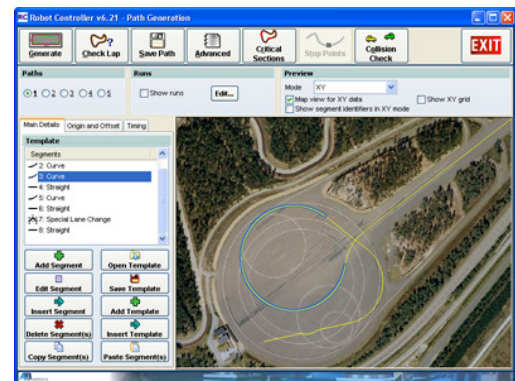 RC Robot Controller v6.21 - Path Generation
Generate
Check Lap
Save Path
Advanced
Critical Sections
Stop Points
Collision Check
EXIT
Paths
1 2 3 4 5
Runs
Show runs
Edit...
Preview
Mode XY
Map view for XY data
Show XY grid
Show segment identifiers in XY mode
Main Details
Origin and Offset
Timing
Template
Segments
2: Curve
3: Curve
4: Straight
5: Curve
6: Straight
7: Special Lane Change
8: Straight
Add Segment
Open Template
Edit Segment
Save Template
Insert Segment
Add Template
Delete Segment(s)
Insert Template
Copy Segment(s)
Paste Segment(s)